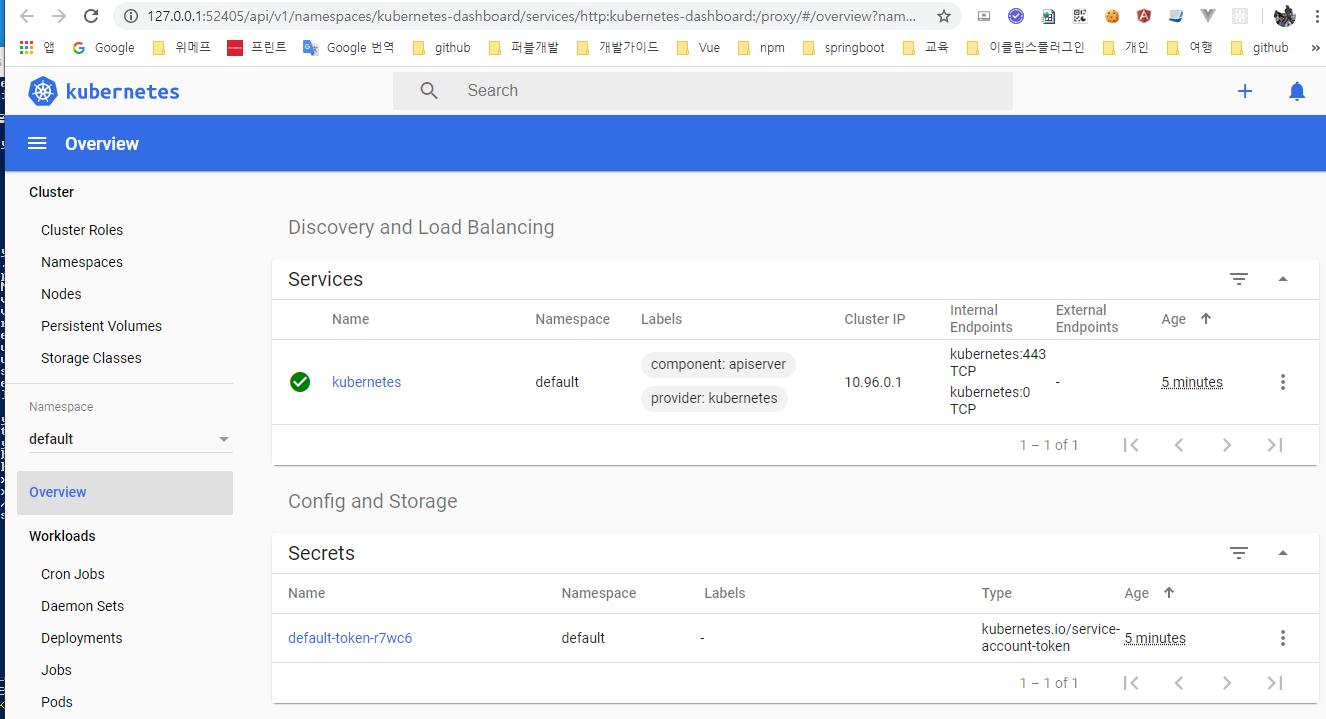 127.0.0.1:52405/api/v1/namespaces/kubernetes-dashboard/services/http:kubernetes-dashboard:/proxy/#/overview?nam...
앱 Google 위메프 프린트 Google 번역 github 퍼블개발 개발가이드 Vue npm springboot 교육 이클립스플러그인 개인 여행 github »
kubernetes Search
Overview
Cluster
Cluster Roles
Namespaces
Nodes
Persistent Volumes
Storage Classes
Namespace
default
Overview
Workloads
Cron Jobs
Daemon Sets
Deployments
Jobs
Pods
Discovery and Load Balancing
Services
Name Namespace Labels Cluster IP Internal Endpoints External Endpoints Age
kubernetes default component: apiserver 10.96.0.1 kubernetes:443 TCP - 5 minutes
provider: kubernetes kubernetes:0 TCP
1 – 1 of 1
Config and Storage
Secrets
Name Namespace Labels Type Age
default-token-r7wc6 default - kubernetes.io/service-account-token 5 minutes
1 – 1 of 1